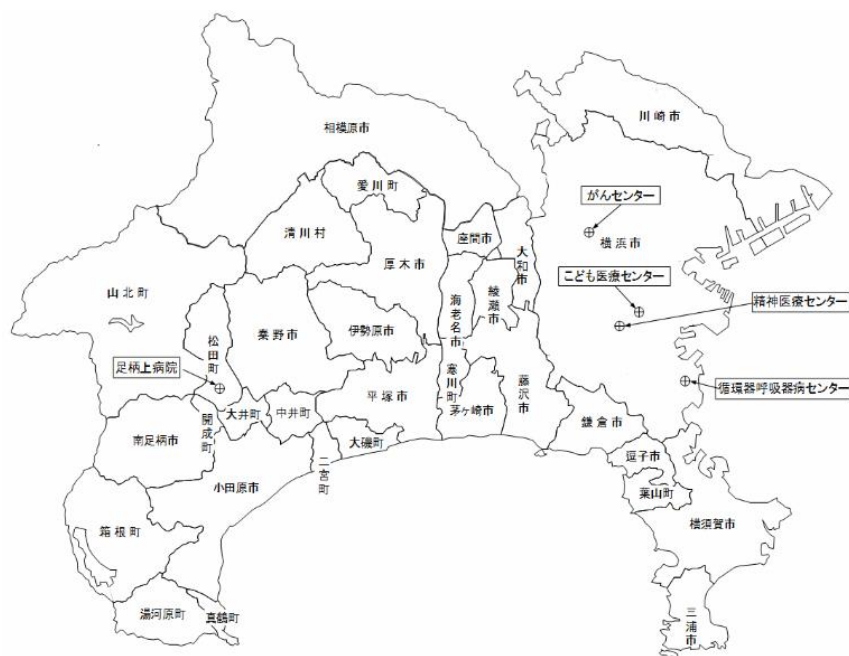 川崎市
相模原市
愛川町
がんセンター
清川村
座間市
大和市
横浜市
厚木市
こども医療センター
山北町
海老名市
綾瀬市
精神医療センター
秦野市
伊勢原市
松田町
足柄上病院
寒川町
藤沢市
循環器呼吸器病センター
平塚市
大井町
中井町
茅ヶ崎市
開成町
鎌倉市
南足柄市
大磯町
逗子市
二宮町
小田原市
葉山町
箱根町
横須賀市
湯河原町
真鶴町
三浦市